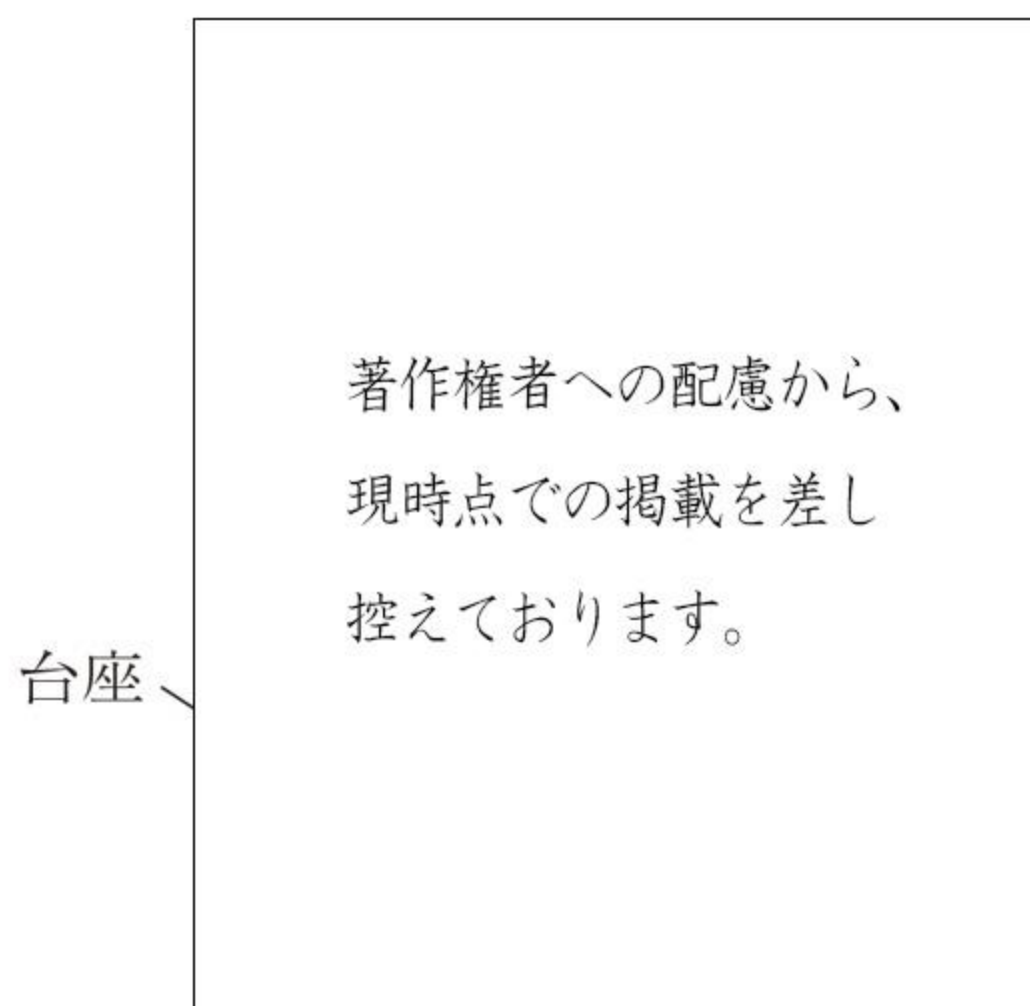 著作権者への配慮から、
現時点での掲載を差し
控えております。
台座